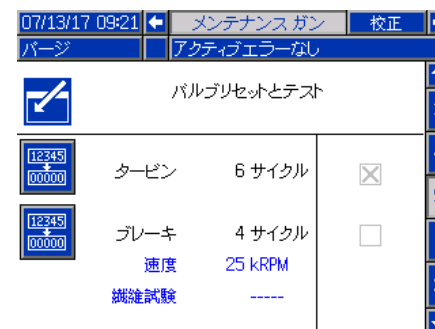 07/13/17 09:21 メンテナンス ガン 校正
パージ アクティブエラーなし
バルブリセットとテスト
12345
00000
タービン 6 サイクル
12345
00000
ブレーキ 4 サイクル
速度 25 kRPM
繊維試験 -----